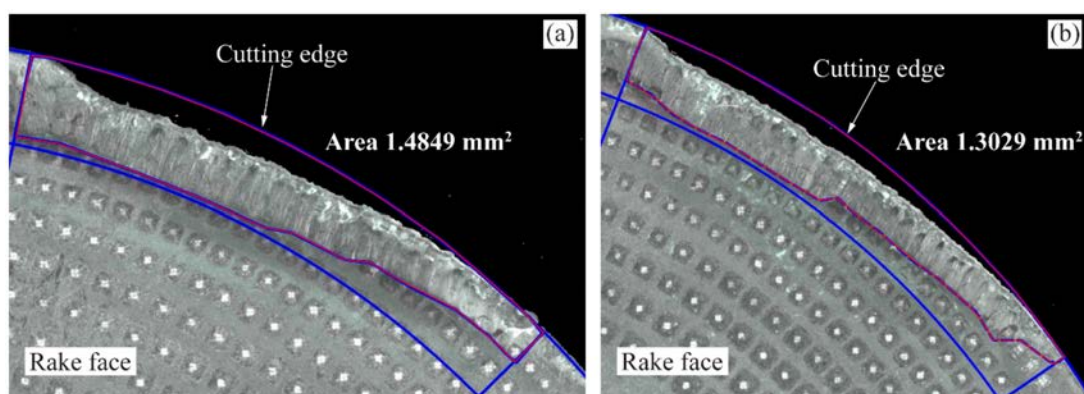 (a)
Cutting edge
Area 1.4849 mm²
Rake face
(b)
Cutting edge
Area 1.3029 mm²
Rake face